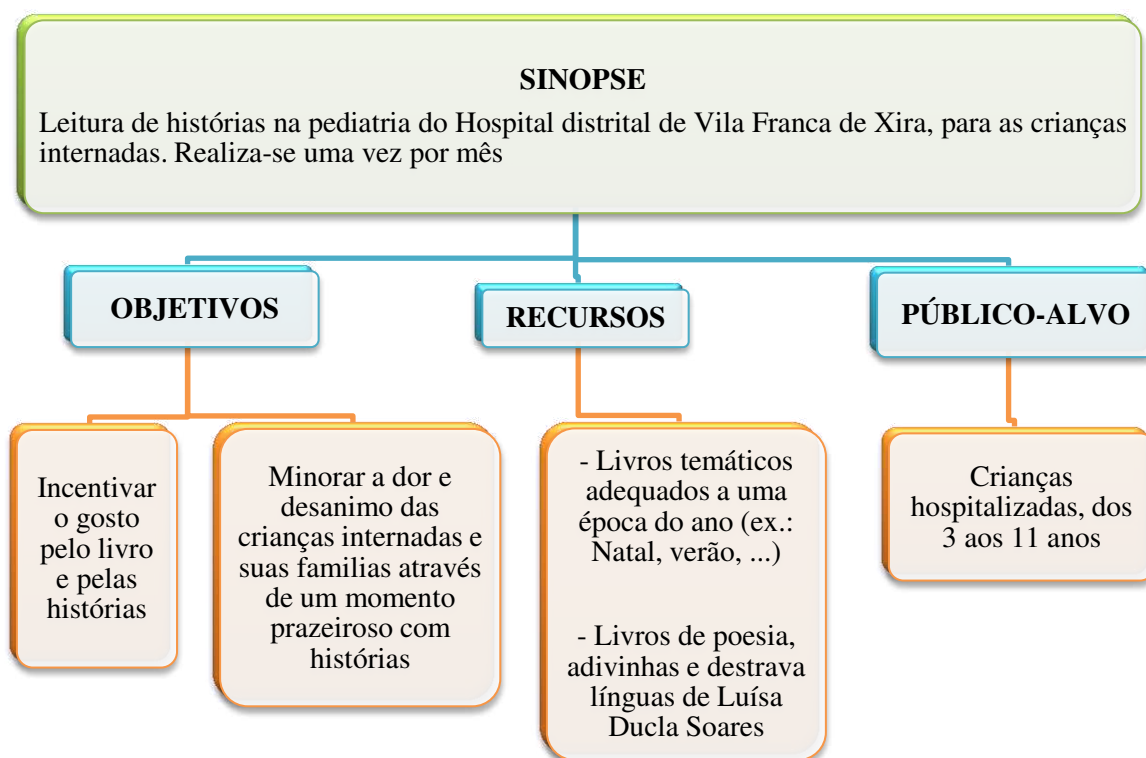 SINOPSE
Leitura de histórias na pediatria do Hospital distrital de Vila Franca de Xira, para as crianças
internadas. Realiza-se uma vez por mês
OBJETIVOS
RECURSOS
PÚBLICO-ALVO
Incentivar
o gosto
pelo livro
e pelas
histórias
Minorar a dor e
desanimo das
crianças internadas e
suas familias através
de um momento
prazeiroso com
histórias
- Livros temáticos
adequados a uma
época do ano (ex.:
Natal, verão, ...)
- Livros de poesia,
adivinhas e destrava
línguas de Luísa
Ducla Soares
Crianças
hospitalizadas, dos
3 aos 11 anos